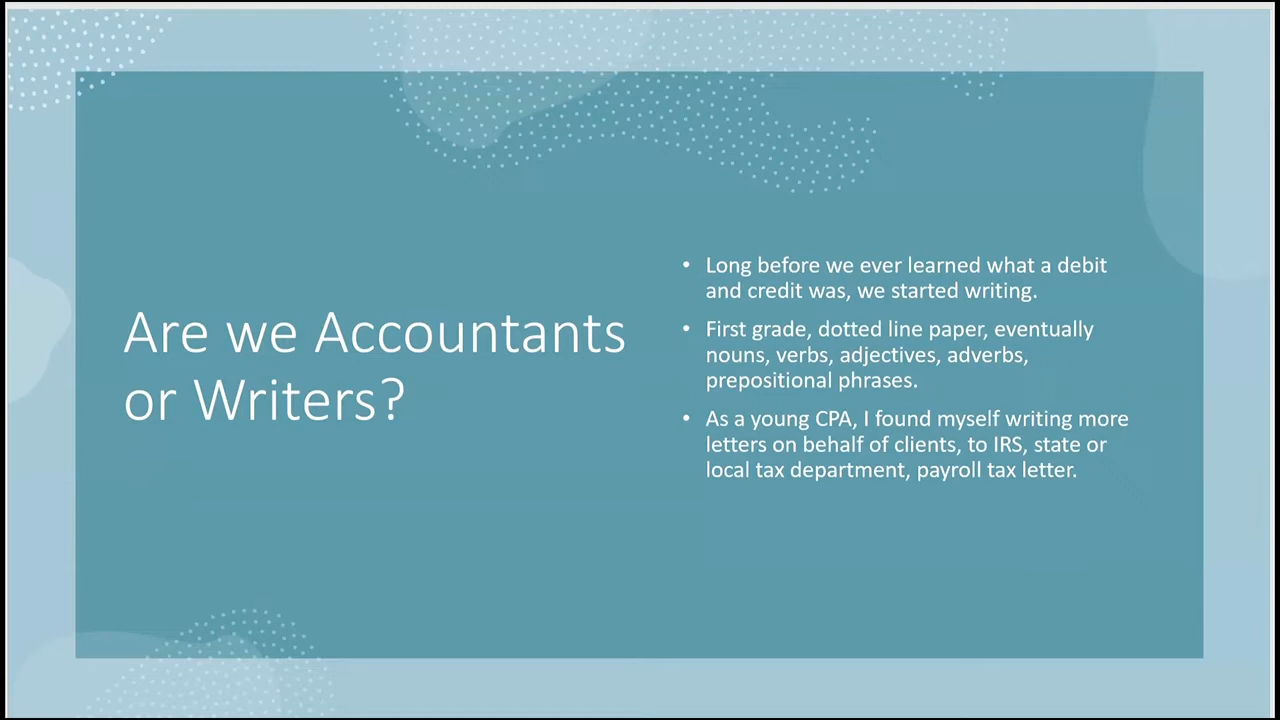 Are we Accountants
or Writers?
• Long before we ever learned what a debit
and credit was, we started writing.
• First grade, dotted line paper, eventually
nouns, verbs, adjectives, adverbs,
prepositional phrases.
• As a young CPA, I found myself writing more
letters on behalf of clients, to IRS, state or
local tax department, payroll tax letter.